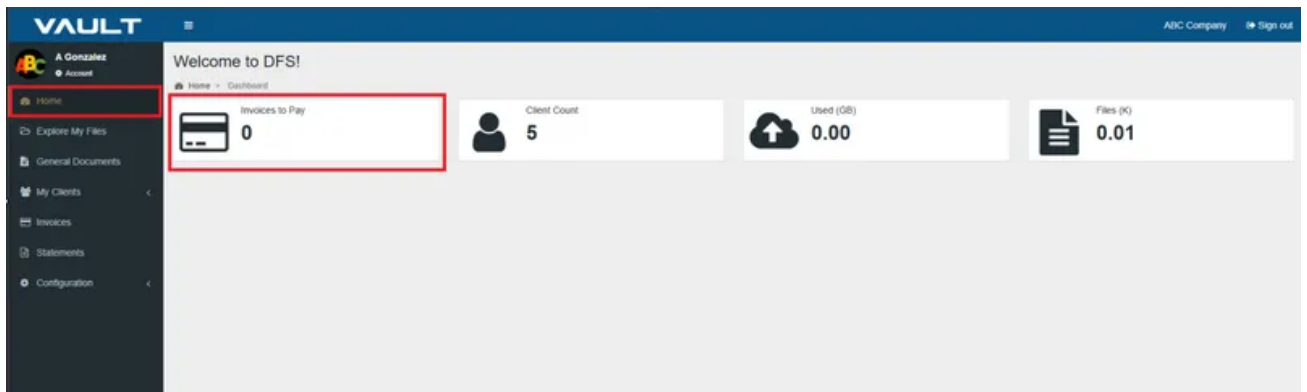 VAULT
ABC Company
Sign out
ABC
A Gonzalez
Account
Home
Explore My Files
General Documents
My Clients
Invoices
Statements
Configuration
Welcome to DFS!
Home > Dashboard
Invoices to Pay
0
Client Count
5
Used (GB)
0.00
Files (K)
0.01